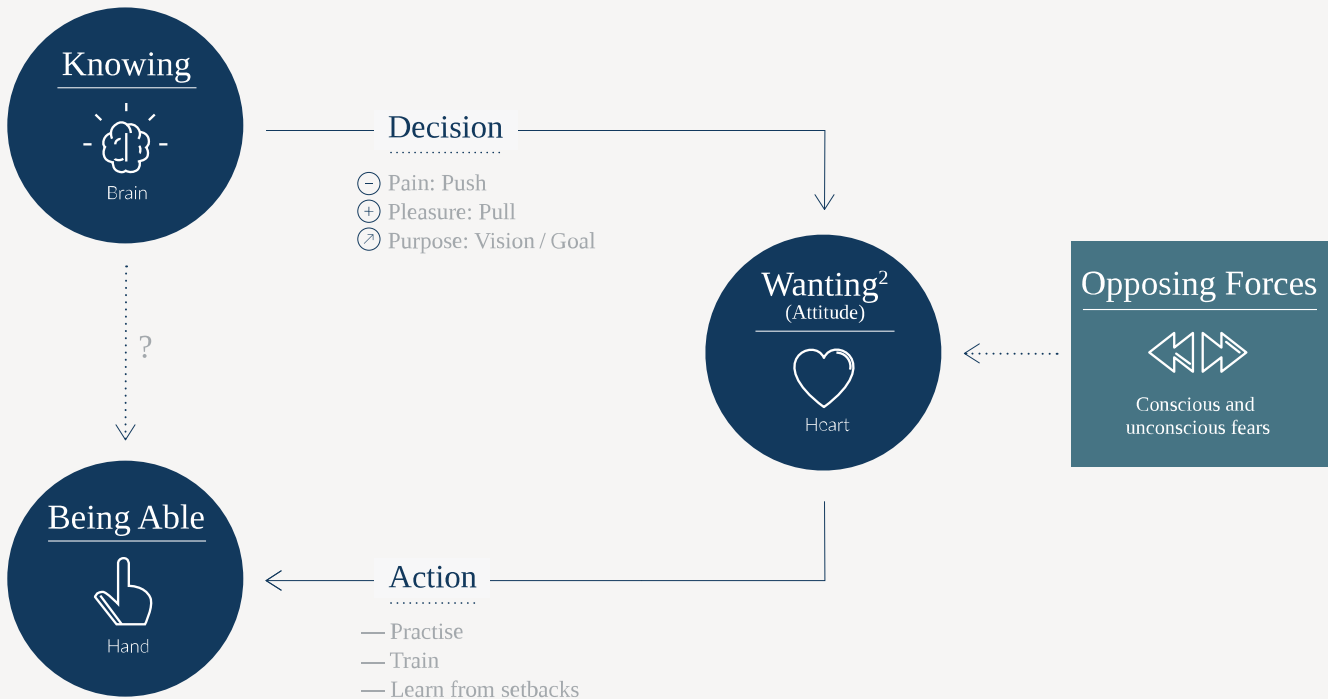 Knowing
Brain
Decision
− Pain: Push
+ Pleasure: Pull
Purpose: Vision / Goal
?
Wanting²
(Attitude)
Heart
Opposing Forces
Conscious and
unconscious fears
Being Able
Hand
Action
— Practise
— Train
— Learn from setbacks